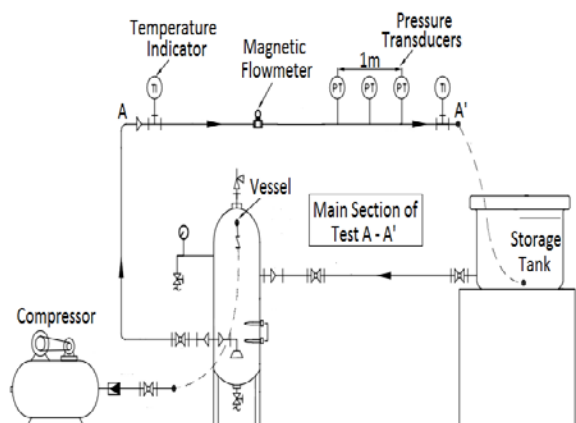 Temperature
Indicator
Magnetic
Flowmeter
Pressure
Transducers
1m
TI
PT
PT
PT
TI
A
A'
Vessel
Main Section of
Test A - A'
Storage
Tank
Compressor